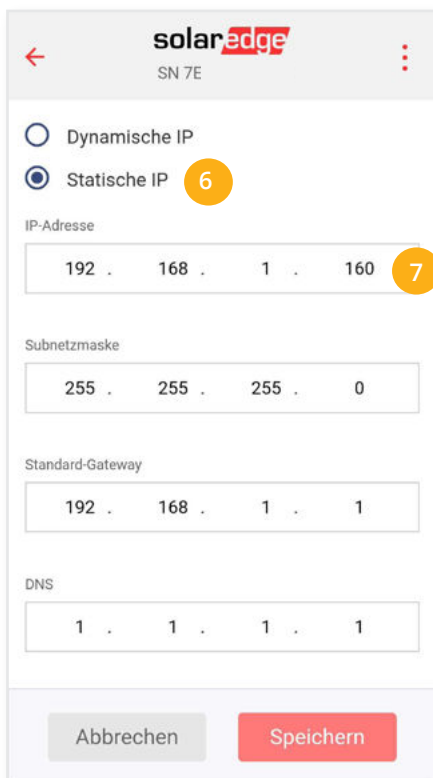 solaredge
SN 7E
Dynamische IP
Statische IP 6
IP-Adresse
192 . 168 . 1 . 160 7
Subnetzmaske
255 . 255 . 255 . 0
Standard-Gateway
192 . 168 . 1 . 1
DNS
1 . 1 . 1 . 1
Abbrechen Speichern